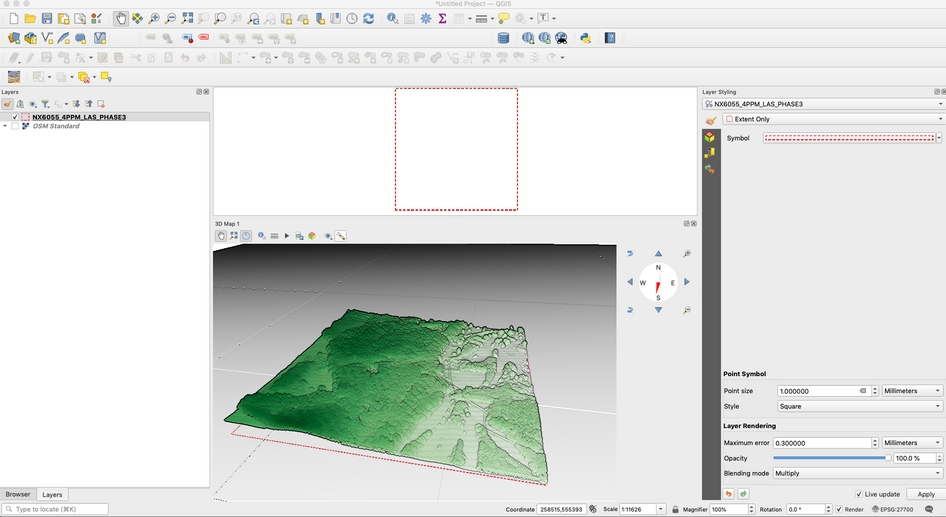 *Untitled Project — QGIS
Layers
NX6055_4PPM_LAS_PHASE3
OSM Standard
3D Map 1
N
W
E
S
Layer Styling
NX6055_4PPM_LAS_PHASE3
Extent Only
Symbol
Point Symbol
Point size
1.000000
Millimeters
Style
Square
Layer Rendering
Maximum error
0.300000
Millimeters
Opacity
100.0 %
Blending mode
Multiply
Live update
Apply
Browser
Layers
Type to locate (⌘K)
Coordinate
258515,555393
Scale
1:11626
Magnifier
100%
Rotation
0.0 °
Render
EPSG:27700